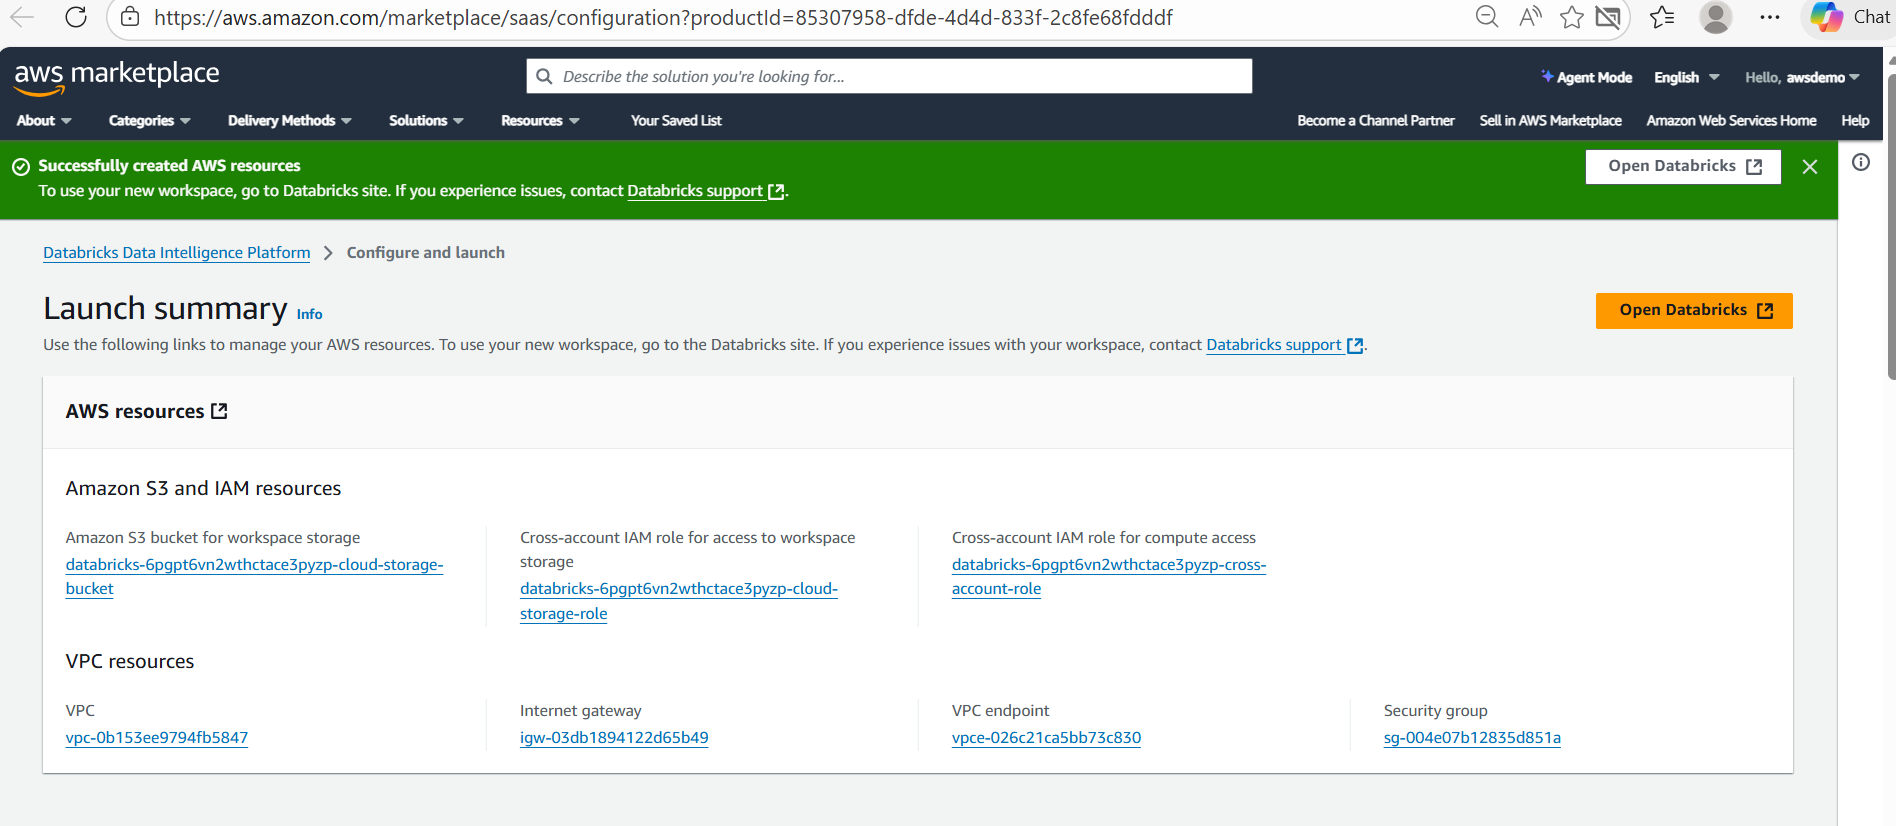 https://aws.amazon.com/marketplace/saas/configuration?productId=85307958-dfde-4d4d-833f-2c8fe68fdddf
Chat
aws marketplace
Describe the solution you're looking for...
Agent Mode
English
Hello, awsdemo
About
Categories
Delivery Methods
Solutions
Resources
Your Saved List
Become a Channel Partner
Sell in AWS Marketplace
Amazon Web Services Home
Help
Successfully created AWS resources
To use your new workspace, go to Databricks site. If you experience issues, contact Databricks support.
Open Databricks
Databricks Data Intelligence Platform
Configure and launch
Launch summary Info
Open Databricks
Use the following links to manage your AWS resources. To use your new workspace, go to the Databricks site. If you experience issues with your workspace, contact Databricks support.
AWS resources
Amazon S3 and IAM resources
Amazon S3 bucket for workspace storage
databricks-6pgpt6vn2wthctace3pyzp-cloud-storage-
bucket
Cross-account IAM role for access to workspace
storage
databricks-6pgpt6vn2wthctace3pyzp-cloud-
storage-role
Cross-account IAM role for compute access
databricks-6pgpt6vn2wthctace3pyzp-cross-
account-role
VPC resources
VPC
vpc-0b153ee9794fb5847
Internet gateway
igw-03db1894122d65b49
VPC endpoint
vpce-026c21ca5bb73c830
Security group
sg-004e07b12835d851a